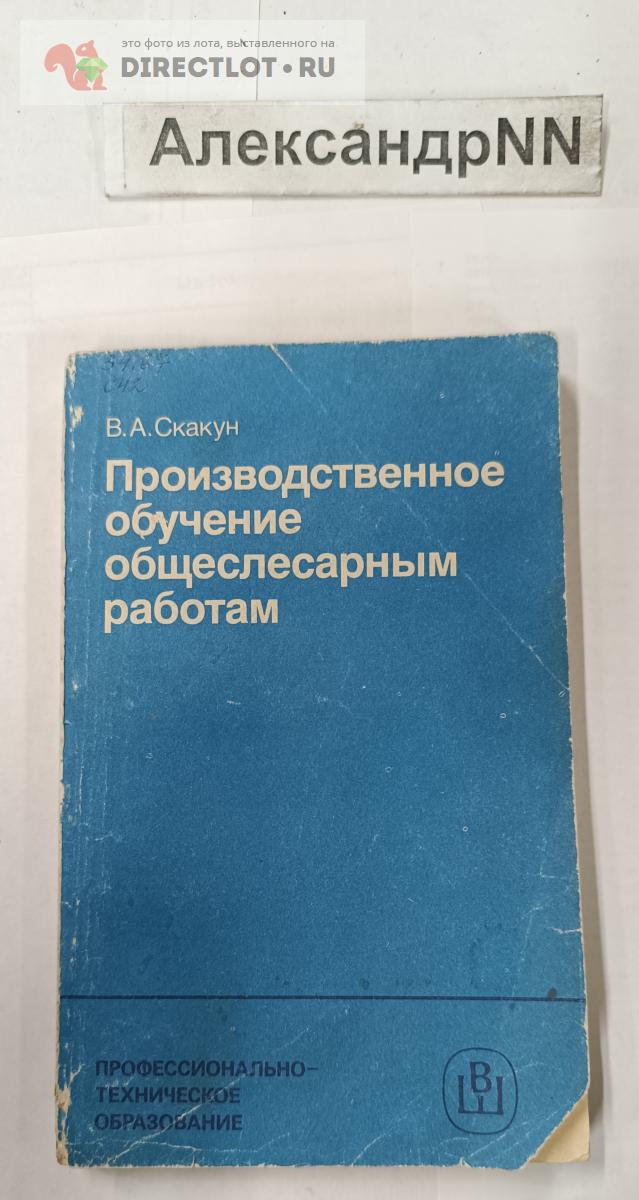 это фото из лота, выставленного на
DIRECTLOT.RU
АлександрNN
В.А.Скакун
Производственное
обучение
общеслесарным
работам
ПРОФЕССИОНАЛЬНО-
ТЕХНИЧЕСКОЕ
ОБРАЗОВАНИЕ
ВШ